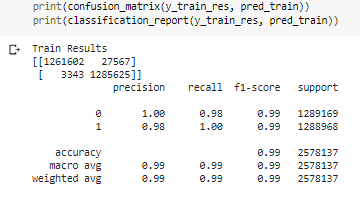 print(confusion_matrix(y_train_res, pred_train))
print(classification_report(y_train_res, pred_train))
Train Results
[[1261602 27567]
[ 3343 1285625]]
precision recall f1-score support
0 1.00 0.98 0.99 1289169
1 0.98 1.00 0.99 1288968
accuracy 0.99 2578137
macro avg 0.99 0.99 0.99 2578137
weighted avg 0.99 0.99 0.99 2578137